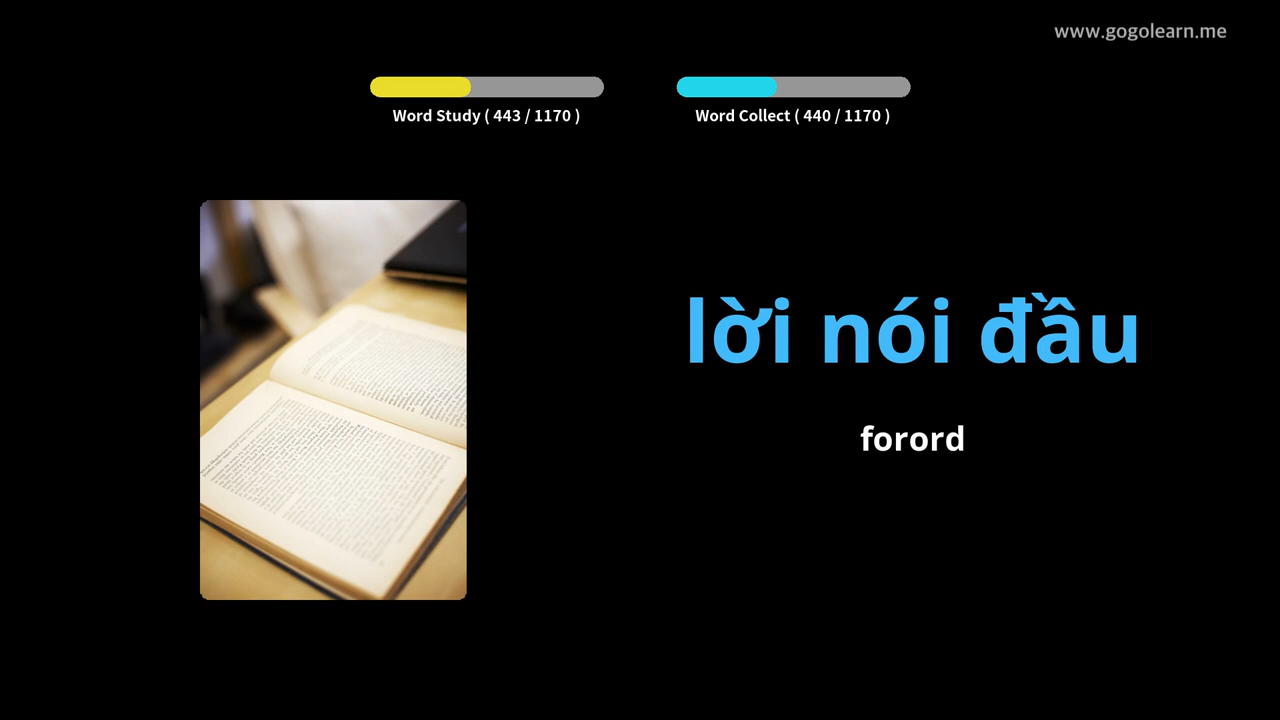 www.gogolearn.me
Word Study ( 443 / 1170 )
Word Collect ( 440 / 1170 )
lời nói đầu
forord